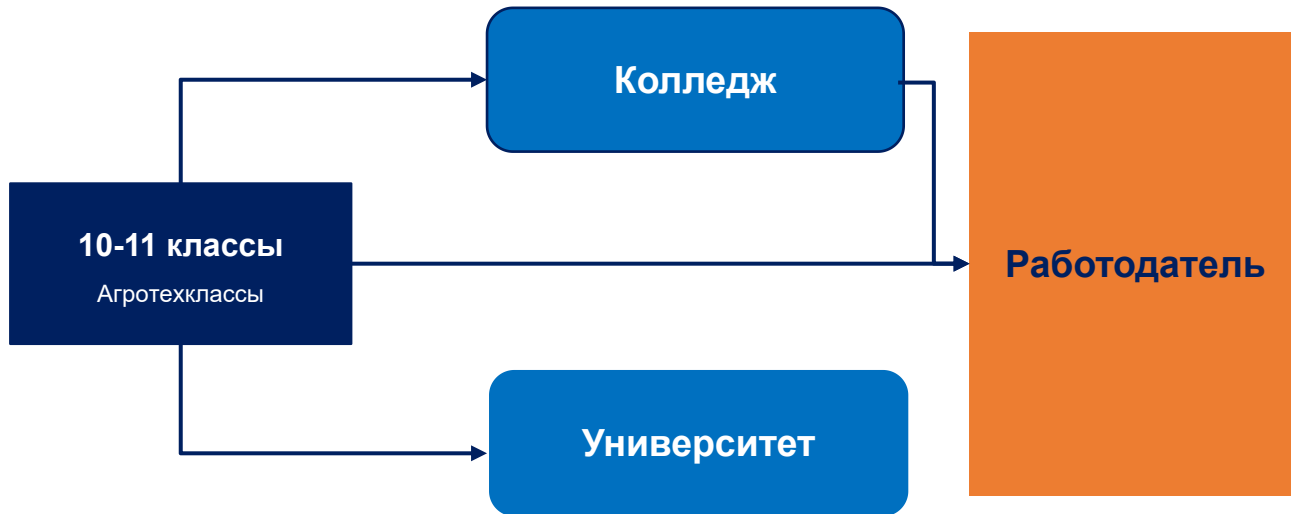 Колледж
10-11 классы
Агротехклассы
Работодатель
Университет